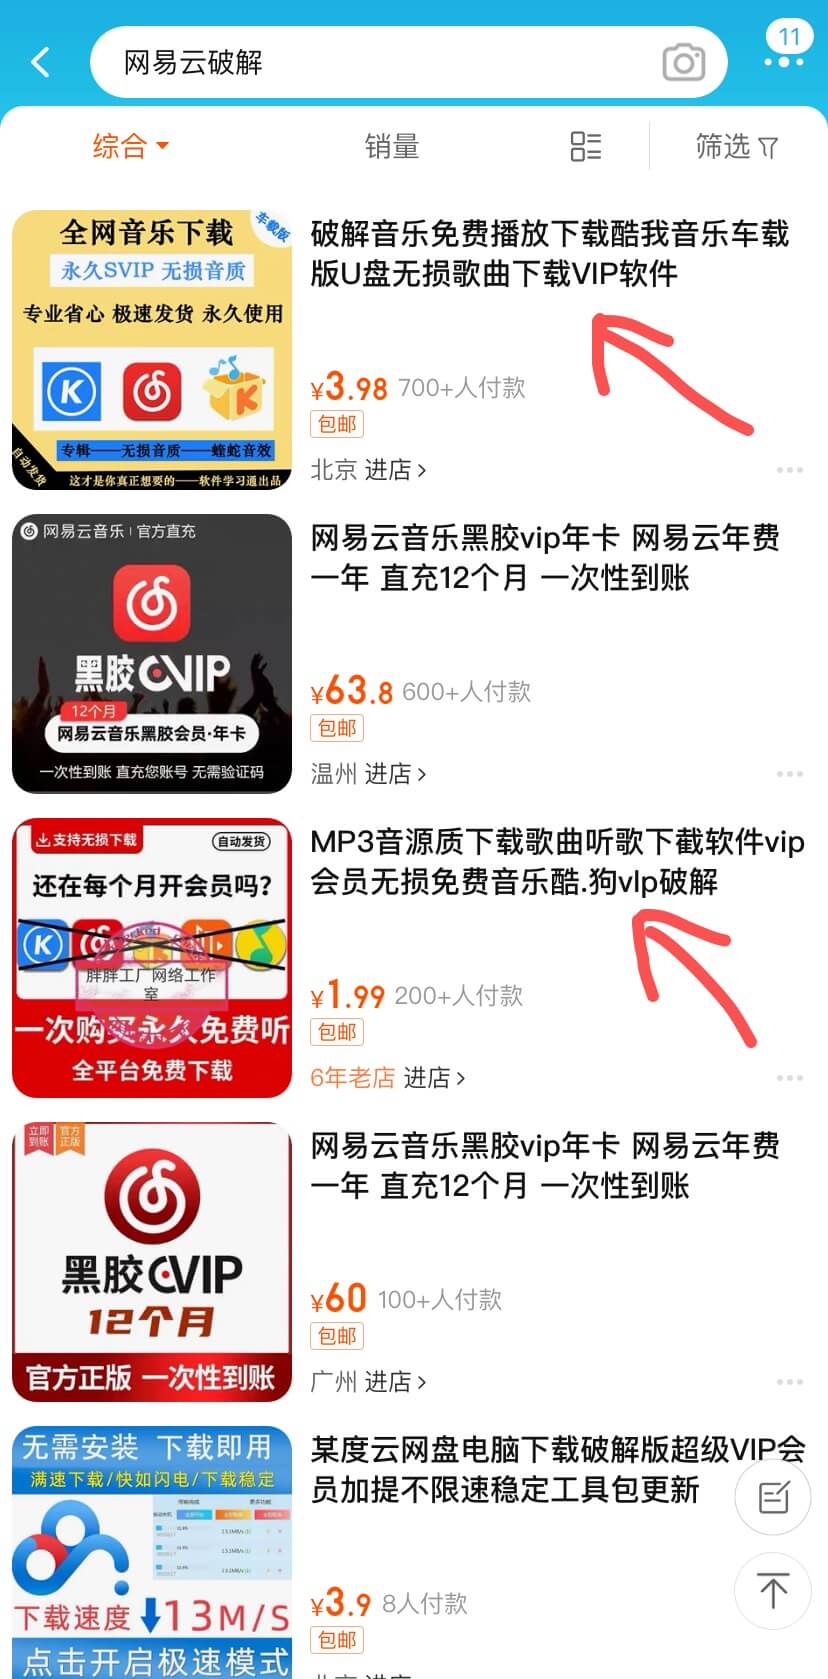 网易云破解
11
综合
销量
筛选
全网音乐下载
车载版
永久SVIP 无损音质
专业省心 极速发货 永久使用
K
K
专辑——无损音质——蝰蛇音效
自动发货
这才是你真正想要的——软件学习通出品
破解音乐免费播放下载酷我音乐车载
版U盘无损歌曲下载VIP软件
¥3.98 700+人付款
包邮
北京 进店
网易云音乐 官方直充
黑胶VIP
12个月
网易云音乐黑胶会员·年卡
一次性到账 直充您账号 无需验证码
网易云音乐黑胶vip年卡 网易云年费
一年 直充12个月 一次性到账
¥63.8 600+人付款
包邮
温州 进店
支持无损下载
自动发货
还在每个月开会员吗?
K
胖胖工厂网络工作
室
一次购买永久免费听
全平台免费下载
MP3音源质下载歌曲听歌下截软件vip
会员无损免费音乐酷.狗vlp破解
¥1.99 200+人付款
包邮
6年老店 进店
立即
到账
官方
正版
黑胶VIP
12个月
官方正版 一次性到账
网易云音乐黑胶vip年卡 网易云年费
一年 直充12个月 一次性到账
¥60 100+人付款
包邮
广州 进店
无需安装 下载即用
满速下载/快如闪电/下载稳定
下载速度 13M/S
点击开启极速模式
某度云网盘电脑下载破解版超级VIP会
员加提不限速稳定工具包更新
¥3.9 8人付款
包邮